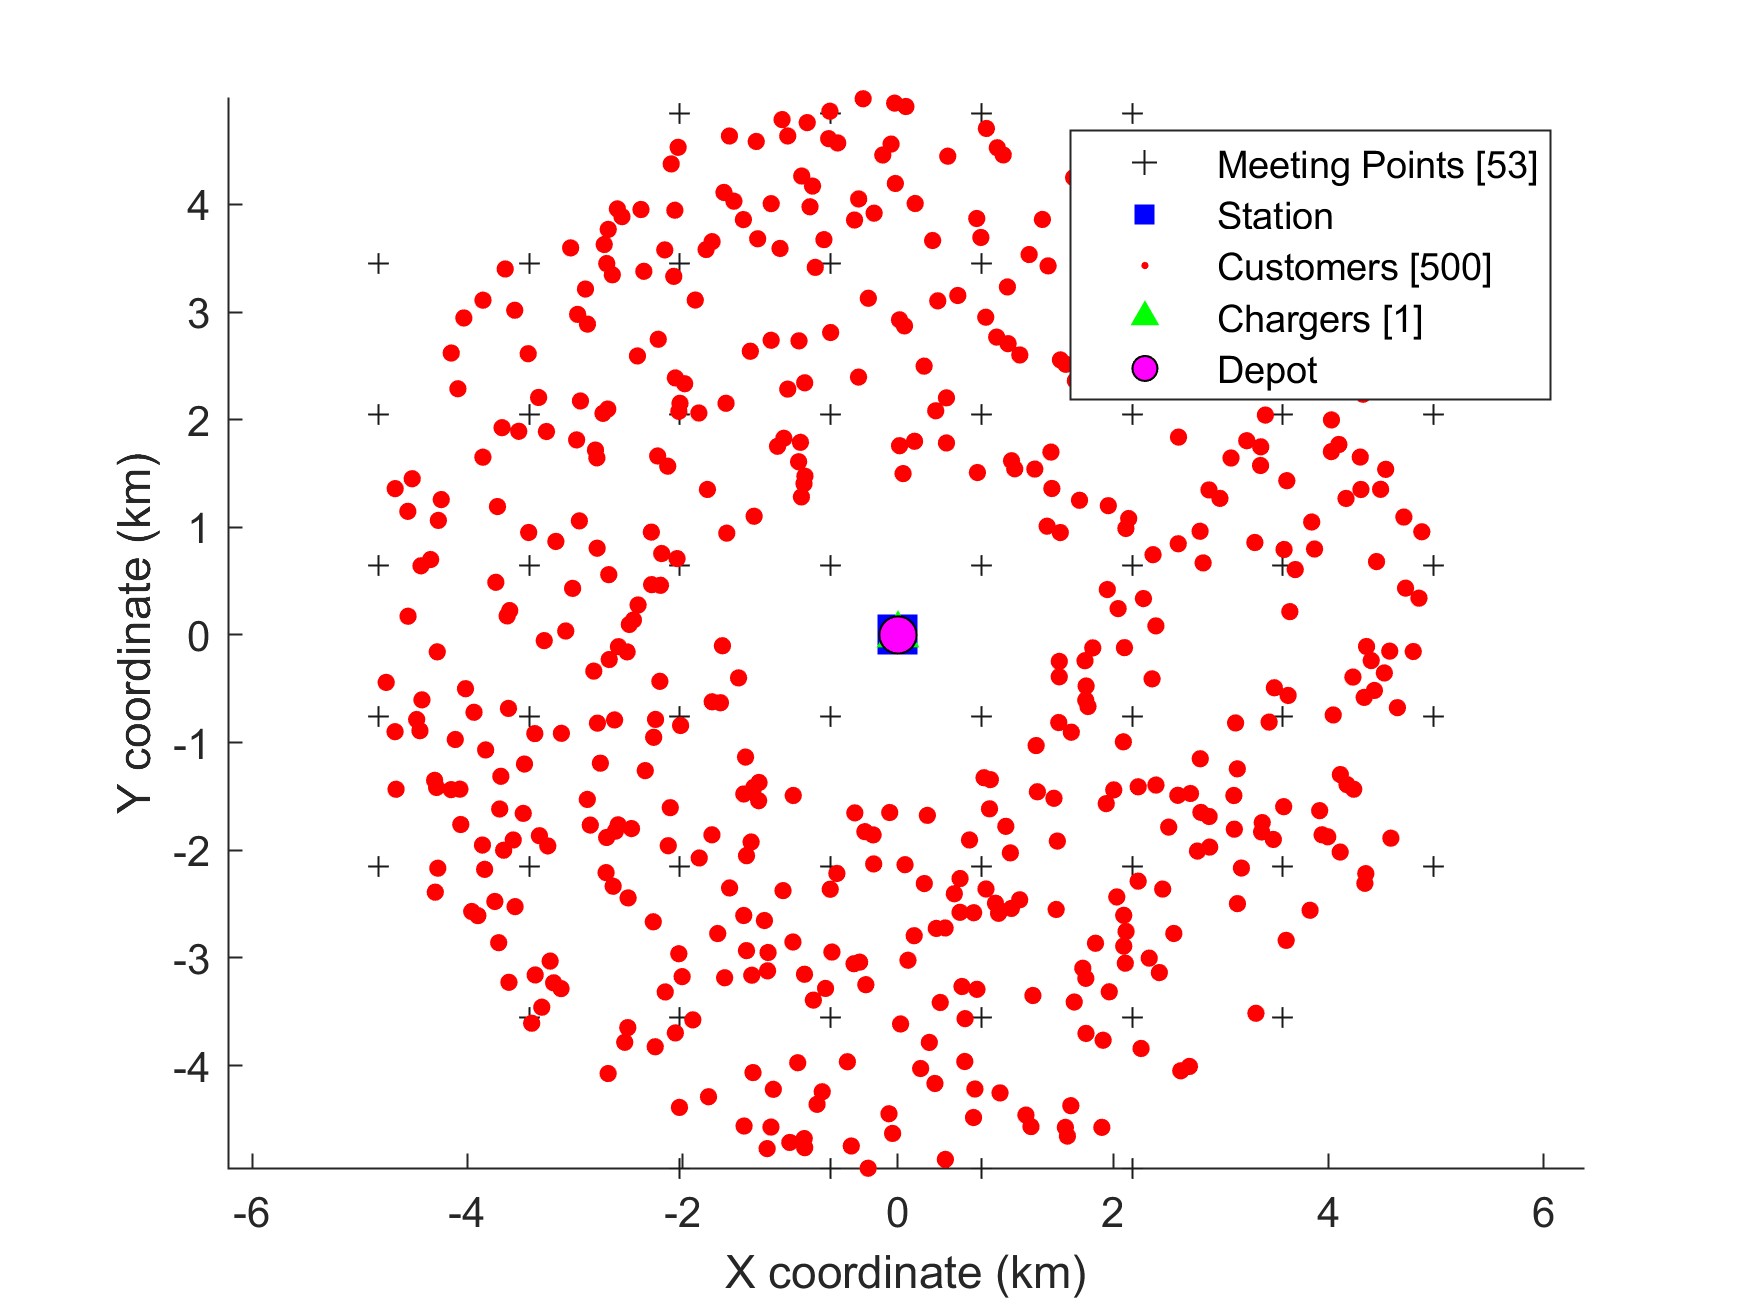 Meeting Points [53]
Station
Customers [500]
Chargers [1]
Depot
4
3
2
1
0
-1
-2
-3
-4
Y coordinate (km)
-6 -4 -2 0 2 4 6
X coordinate (km)